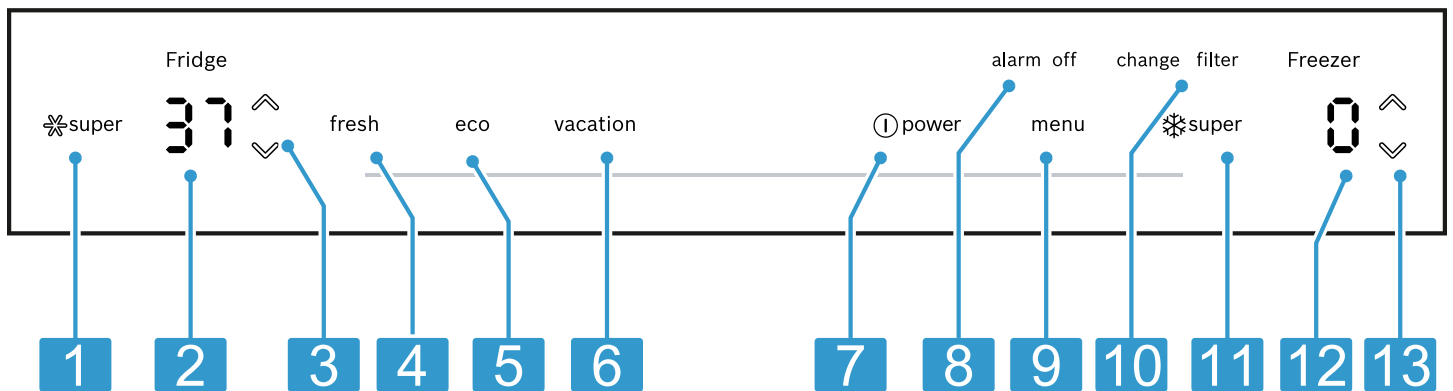 Fridge alarm off change filter Freezer
super 37 fresh eco vacation power menu super 0
1 2 3 4 5 6 7 8 9 10 11 12 13